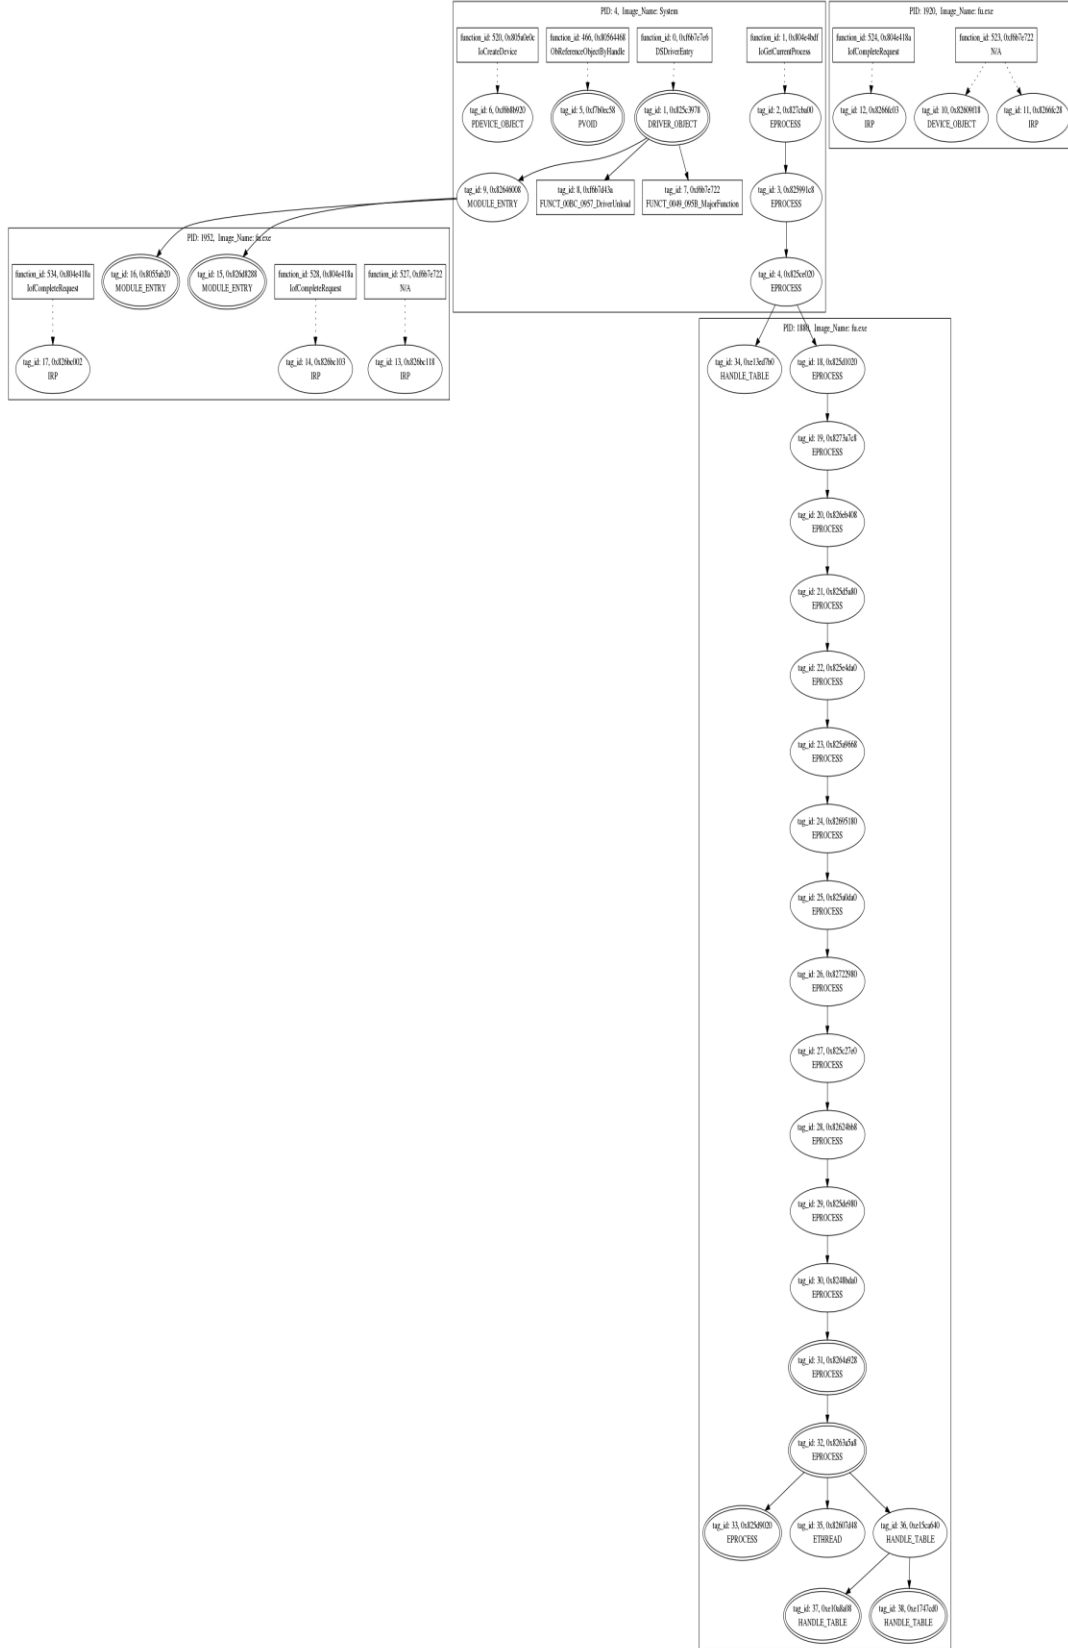 PID: 4, Image_Name: System
function_id: 520, 0x805a0e0c
IoCreateDevice
function_id: 466, 0x80564468
ObReferenceObjectByHandle
function_id: 0, 0xf6b7e7e6
DSDriverEntry
function_id: 1, 0x804e4bdf
IoGetCurrentProcess
tag_id: 6, 0xf6b8b920
PDEVICE_OBJECT
tag_id: 5, 0xf7b0ec58
PVOID
tag_id: 1, 0x825c3978
DRIVER_OBJECT
tag_id: 2, 0x827cba00
EPROCESS
tag_id: 9, 0x82646008
MODULE_ENTRY
tag_id: 8, 0xf6b7d43a
FUNCT_00BC_0957_DriverUnload
tag_id: 7, 0xf6b7e722
FUNCT_0049_095B_MajorFunction
tag_id: 3, 0x825991c8
EPROCESS
tag_id: 4, 0x825ce020
EPROCESS
PID: 1920, Image_Name: fu.exe
function_id: 524, 0x804e418a
IofCompleteRequest
function_id: 523, 0xf6b7e722
N/A
tag_id: 12, 0x8266fc03
IRP
tag_id: 10, 0x82609f18
DEVICE_OBJECT
tag_id: 11, 0x8266fc28
IRP
PID: 1952, Image_Name: fu.exe
function_id: 534, 0x804e418a
IofCompleteRequest
tag_id: 16, 0x8055ab20
MODULE_ENTRY
tag_id: 15, 0x826d8288
MODULE_ENTRY
function_id: 528, 0x804e418a
IofCompleteRequest
function_id: 527, 0xf6b7e722
N/A
tag_id: 17, 0x826bc002
IRP
tag_id: 14, 0x826bc103
IRP
tag_id: 13, 0x826bc118
IRP
PID: 1880, Image_Name: fu.exe
tag_id: 34, 0xe13ed7b0
HANDLE_TABLE
tag_id: 18, 0x825d1020
EPROCESS
tag_id: 19, 0x8273a7c8
EPROCESS
tag_id: 20, 0x826eb408
EPROCESS
tag_id: 21, 0x825d5a80
EPROCESS
tag_id: 22, 0x825e4da0
EPROCESS
tag_id: 23, 0x825a9668
EPROCESS
tag_id: 24, 0x82695180
EPROCESS
tag_id: 25, 0x825a0da0
EPROCESS
tag_id: 26, 0x82722980
EPROCESS
tag_id: 27, 0x825c27e0
EPROCESS
tag_id: 28, 0x82624bb8
EPROCESS
tag_id: 29, 0x825de980
EPROCESS
tag_id: 30, 0x824fbda0
EPROCESS
tag_id: 31, 0x8264a928
EPROCESS
tag_id: 32, 0x8263a5a8
EPROCESS
tag_id: 33, 0x825d9020
EPROCESS
tag_id: 35, 0x82607d48
ETHREAD
tag_id: 36, 0xe15ca640
HANDLE_TABLE
tag_id: 37, 0xe10a8a08
HANDLE_TABLE
tag_id: 38, 0xe1747cd0
HANDLE_TABLE